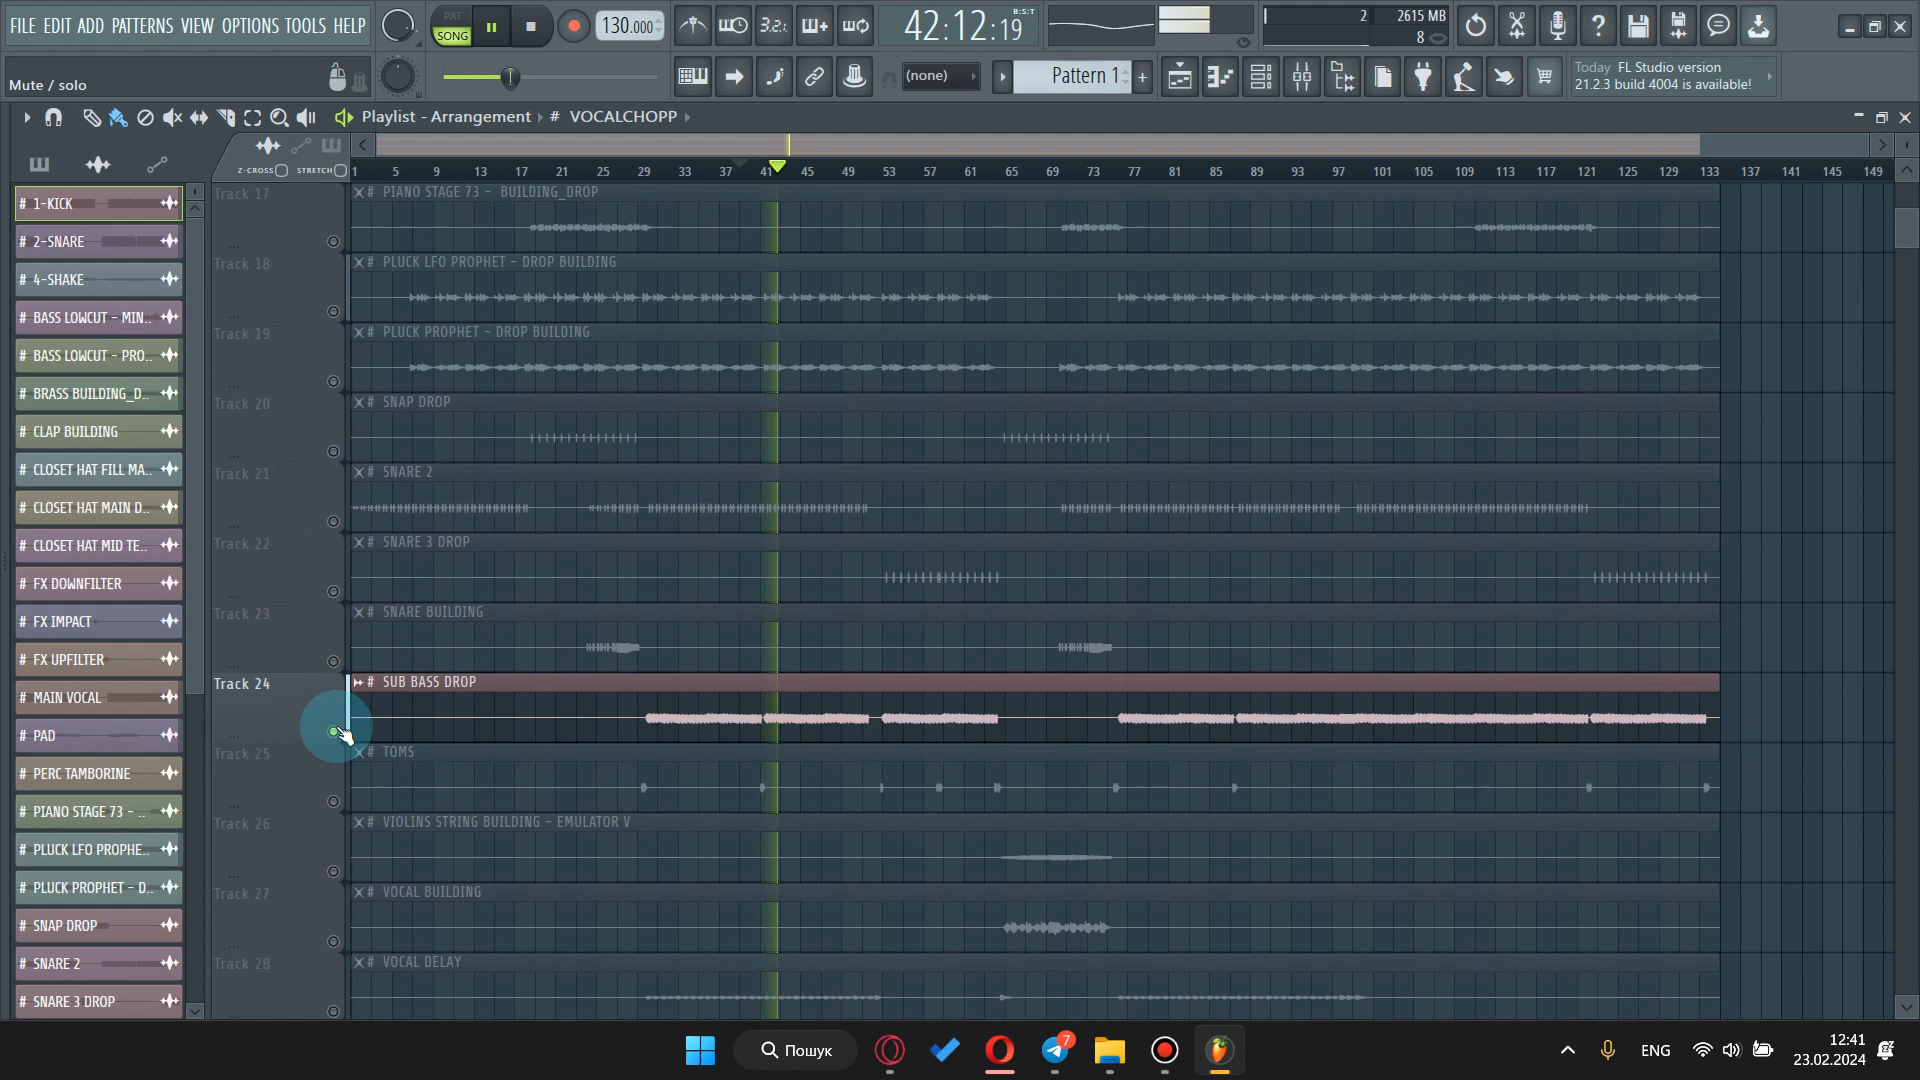 FILE EDIT ADD PATTERNS VIEW OPTIONS TOOLS HELP
PAT
SONG
130.000
3.2.
42:12:19
B:S:T
2
2615 MB
8
Mute / solo
(none)
Pattern 1
Today FL Studio version
21.2.3 build 4004 is available!
Playlist - Arrangement
# VOCALCHOPP
Z-CROSS
STRETCH
1 5 9 13 17 21 25 29 33 37 41 45 49 53 57 61 65 69 73 77 81 85 89 93 97 101 105 109 113 117 121 125 129 133 137 141 145 149
# 1-KICK
# 2-SNARE
# 4-SHAKE
# BASS LOWCUT - MIN..
# BASS LOWCUT - PRO..
# BRASS BUILDING_D..
# CLAP BUILDING
# CLOSET HAT FILL MA..
# CLOSET HAT MAIN D..
# CLOSET HAT MID TE..
# FX DOWNFILTER
# FX IMPACT
# FX UPFILTER
# MAIN VOCAL
# PAD
# PERC TAMBORINE
# PIANO STAGE 73 - ..
# PLUCK LFO PROPHE..
# PLUCK PROPHET - D..
# SNAP DROP
# SNARE 2
# SNARE 3 DROP
Track 17
# PIANO STAGE 73 - BUILDING_DROP
Track 18
# PLUCK LFO PROPHET - DROP BUILDING
Track 19
# PLUCK PROPHET - DROP BUILDING
Track 20
# SNAP DROP
Track 21
# SNARE 2
Track 22
# SNARE 3 DROP
Track 23
# SNARE BUILDING
Track 24
# SUB BASS DROP
Track 25
# TOMS
Track 26
# VIOLINS STRING BUILDING - EMULATOR V
Track 27
# VOCAL BUILDING
Track 28
# VOCAL DELAY
Пошук
7
ENG
12:41
23.02.2024